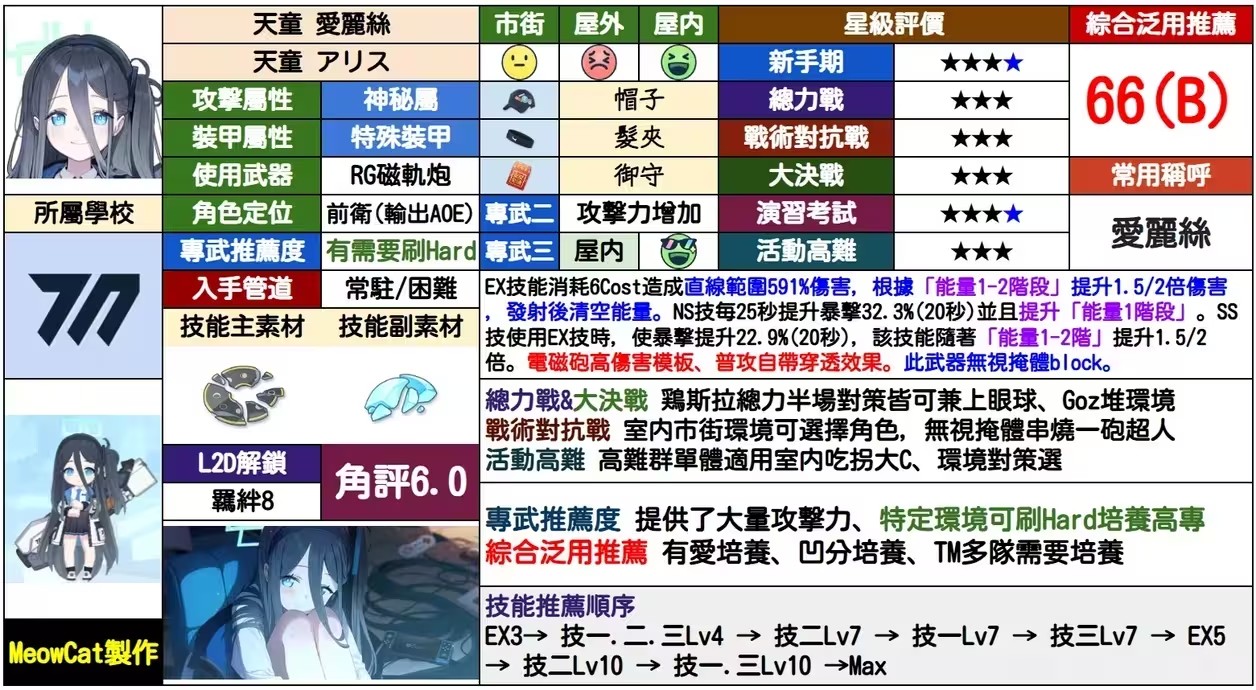 天童 愛麗絲
市街
屋外
屋内
星級評價
綜合泛用推薦
天童 アリス
新手期
★★★★
66(B)
攻擊屬性
神秘屬
帽子
總力戰
★★★
裝甲屬性
特殊裝甲
髮夾
戰術對抗戰
★★★
使用武器
RG磁軌炮
御守
大決戰
★★★
常用稱呼
所屬學校
角色定位
前衛(輸出AOE)
專武二
攻擊力增加
演習考試
★★★★
愛麗絲
專武推薦度
有需要刷Hard
專武三
屋内
活動高難
★★★
入手管道
常駐/困難
EX技能消耗6Cost造成直線範圍591%傷害, 根據「能量1-2階段」提升1.5/2倍傷害
, 發射後清空能量。NS技每25秒提升暴擊32.3%(20秒)並且提升「能量1階段」。SS
技使用EX技時, 使暴擊提升22.9%(20秒), 該技能隨著「能量1-2階」提升1.5/2
倍。電磁砲高傷害模板、普攻自帶穿透效果。此武器無視掩體block。
技能主素材
技能副素材
總力戰&大決戰 鶏斯拉總力半場對策皆可兼上眼球、Goz堆環境
戰術對抗戰 室内市街環境可選擇角色, 無視掩體串燒一砲超人
活動高難 高難群單體適用室内吃拐大C、環境對策選
L2D解鎖
羈絆8
角評6.0
專武推薦度 提供了大量攻擊力、特定環境可刷Hard培養高專
綜合泛用推薦 有愛培養、凹分培養、TM多隊需要培養
技能推薦順序
EX3→ 技一.二.三Lv4 → 技二Lv7 → 技一Lv7 → 技三Lv7 → EX5
→ 技二Lv10 → 技一.三Lv10 →Max
MeowCat製作